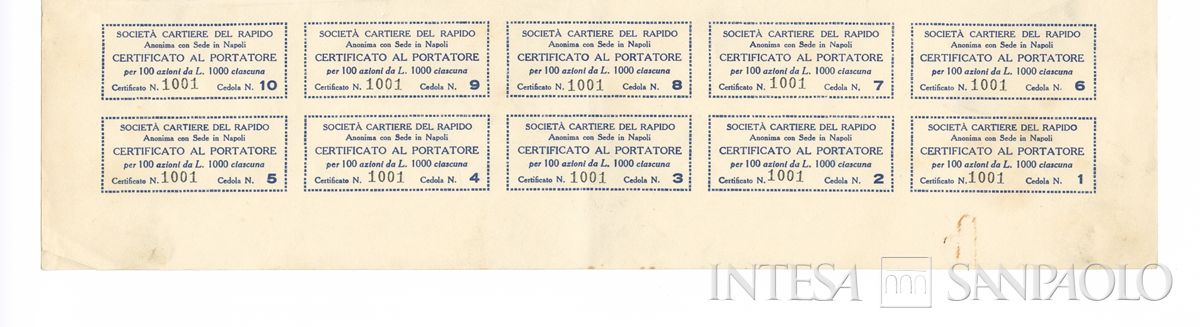 SOCIETÀ CARTIERE DEL RAPIDO
Anonima con Sede in Napoli
CERTIFICATO AL PORTATORE
per 100 azioni da L. 1000 ciascuna
Certificato N. 1001 Cedola N. 10
SOCIETÀ CARTIERE DEL RAPIDO
Anonima con Sede in Napoli
CERTIFICATO AL PORTATORE
per 100 azioni da L. 1000 ciascuna
Certificato N. 1001 Cedola N. 9
SOCIETÀ CARTIERE DEL RAPIDO
Anonima con Sede in Napoli
CERTIFICATO AL PORTATORE
per 100 azioni da L. 1000 ciascuna
Certificato N. 1001 Cedola N. 8
SOCIETÀ CARTIERE DEL RAPIDO
Anonima con Sede in Napoli
CERTIFICATO AL PORTATORE
per 100 azioni da L. 1000 ciascuna
Certificato N. 1001 Cedola N. 7
SOCIETÀ CARTIERE DEL RAPIDO
Anonima con Sede in Napoli
CERTIFICATO AL PORTATORE
per 100 azioni da L. 1000 ciascuna
Certificato N. 1001 Cedola N. 6
SOCIETÀ CARTIERE DEL RAPIDO
Anonima con Sede in Napoli
CERTIFICATO AL PORTATORE
per 100 azioni da L. 1000 ciascuna
Certificato N. 1001 Cedola N. 5
SOCIETÀ CARTIERE DEL RAPIDO
Anonima con Sede in Napoli
CERTIFICATO AL PORTATORE
per 100 azioni da L. 1000 ciascuna
Certificato N. 1001 Cedola N. 4
SOCIETÀ CARTIERE DEL RAPIDO
Anonima con Sede in Napoli
CERTIFICATO AL PORTATORE
per 100 azioni da L. 1000 ciascuna
Certificato N. 1001 Cedola N. 3
SOCIETÀ CARTIERE DEL RAPIDO
Anonima con Sede in Napoli
CERTIFICATO AL PORTATORE
per 100 azioni da L. 1000 ciascuna
Certificato N. 1001 Cedola N. 2
SOCIETÀ CARTIERE DEL RAPIDO
Anonima con Sede in Napoli
CERTIFICATO AL PORTATORE
per 100 azioni da L. 1000 ciascuna
Certificato N. 1001 Cedola N. 1
INTESA SANPAOLO